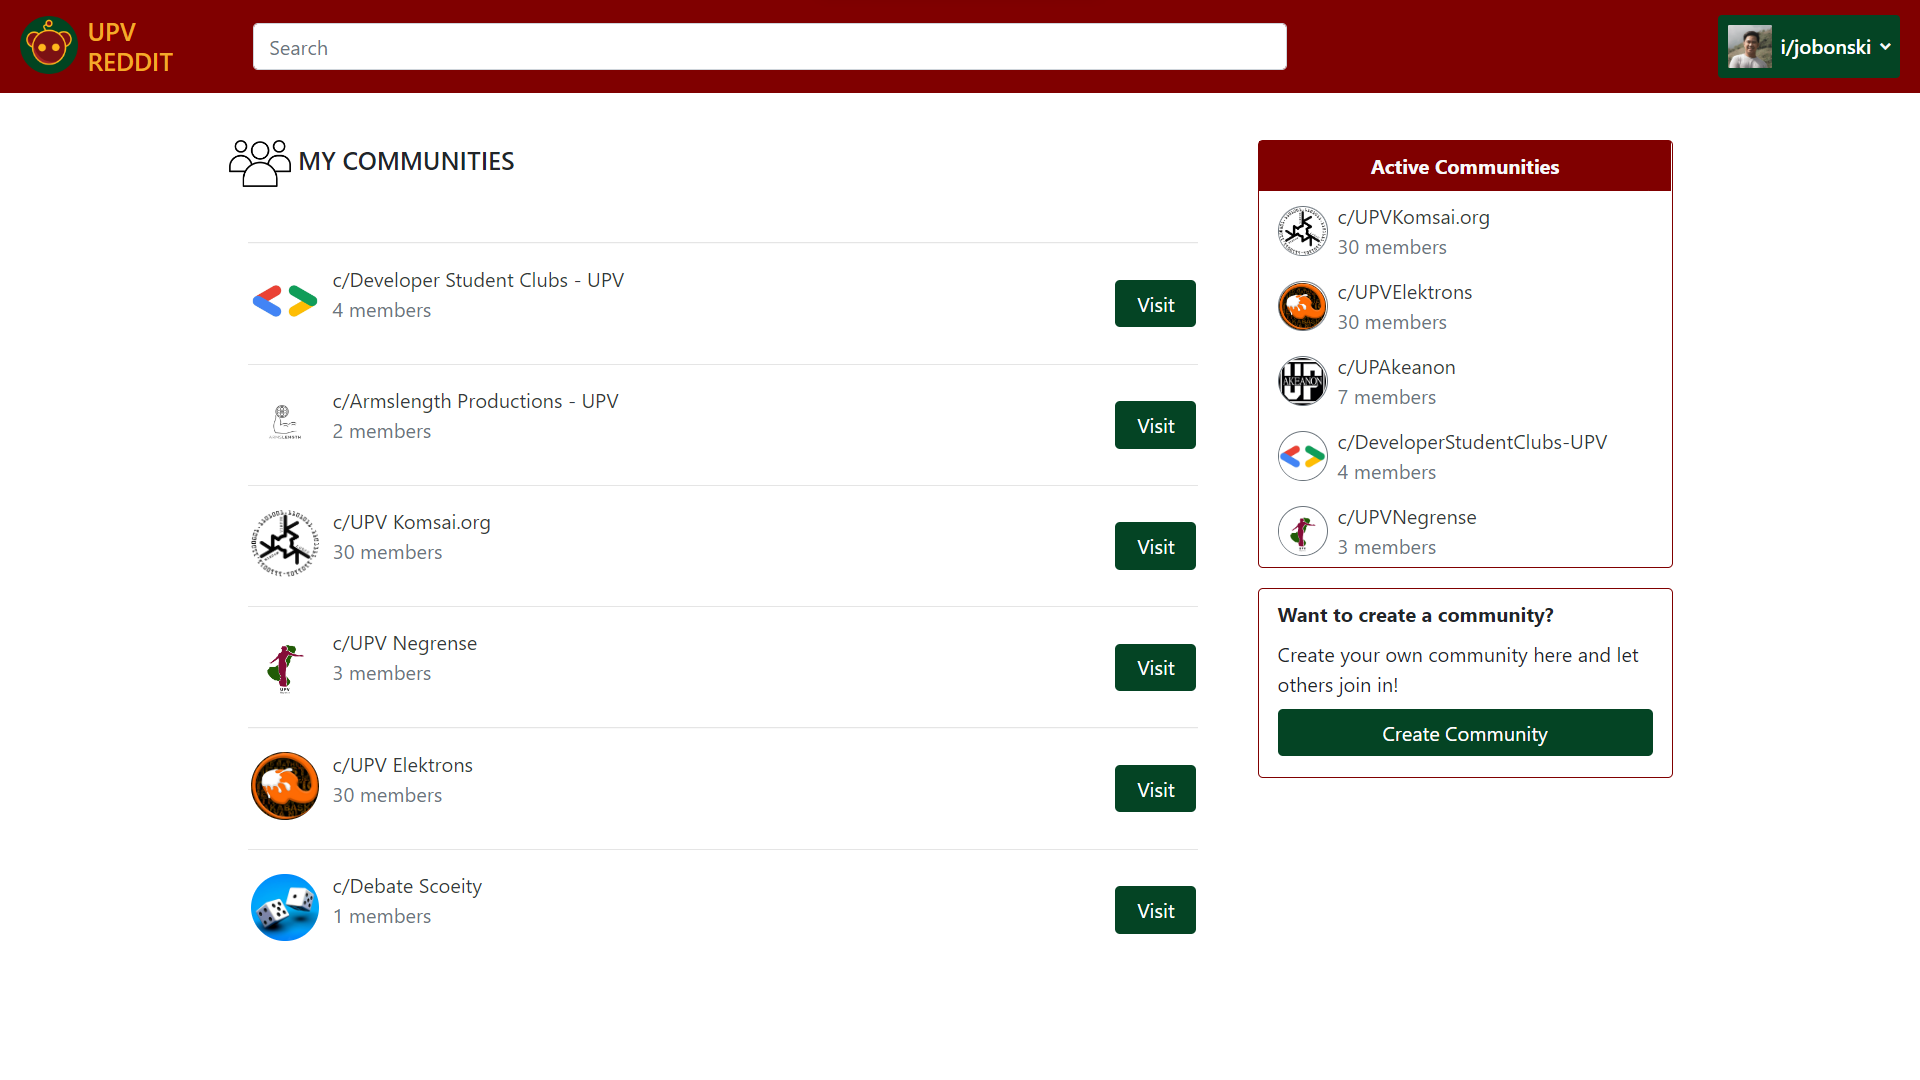 UPV
REDDIT
Search
i/jobonski
MY COMMUNITIES
c/Developer Student Clubs - UPV
4 members
Visit
c/Armslength Productions - UPV
2 members
Visit
c/UPV Komsai.org
30 members
Visit
c/UPV Negrense
3 members
Visit
c/UPV Elektrons
30 members
Visit
c/Debate Scoeity
1 members
Visit
Active Communities
c/UPVKomsai.org
30 members
c/UPVElektrons
30 members
UP
AKEANON
c/UPAkeanon
7 members
c/DeveloperStudentClubs-UPV
4 members
c/UPVNegrense
3 members
Want to create a community?
Create your own community here and let
others join in!
Create Community